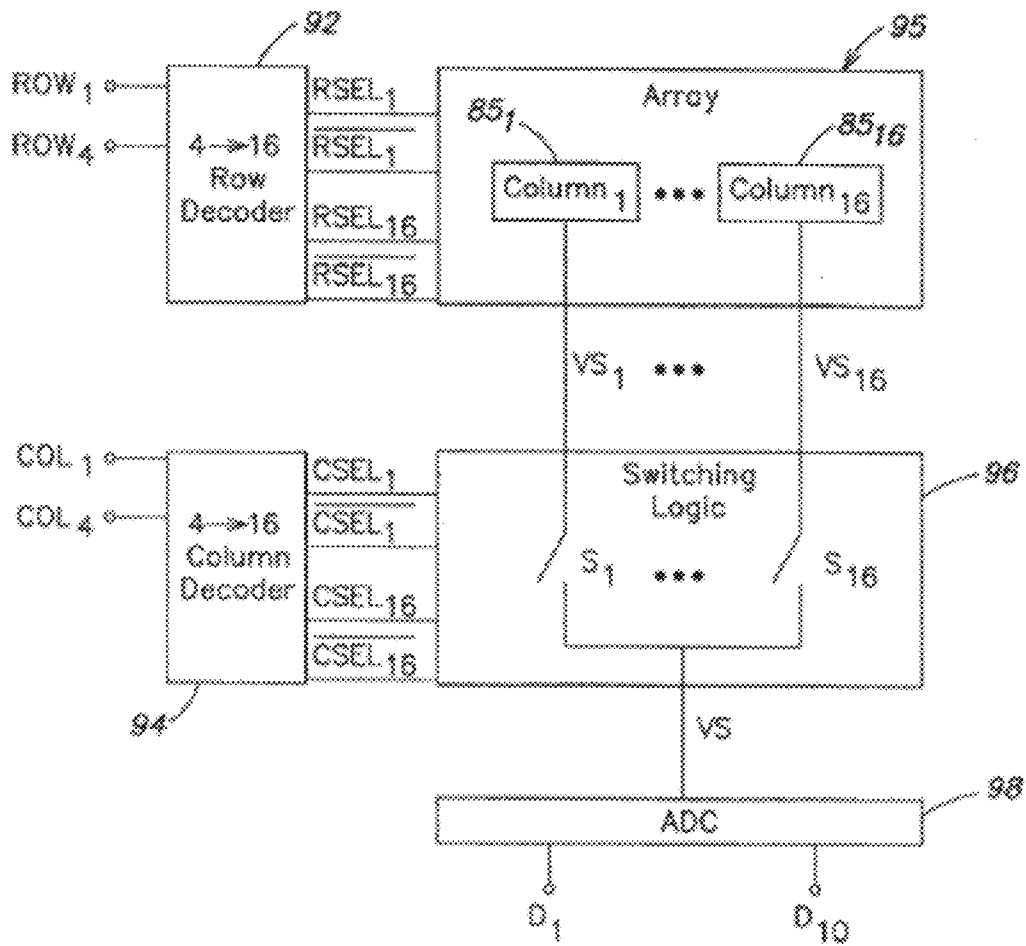 92
95
ROW1
ROW4
4→16
Row
Decoder
RSEL1
RSEL1
RSEL16
RSEL16
Array
851
8516
Column1
•••
Column16
VS1
•••
VS16
COL1
COL4
4→16
Column
Decoder
94
CSEL1
CSEL1
CSEL16
CSEL16
Switching
Logic
96
S1
•••
S16
VS
98
ADC
D1
D10